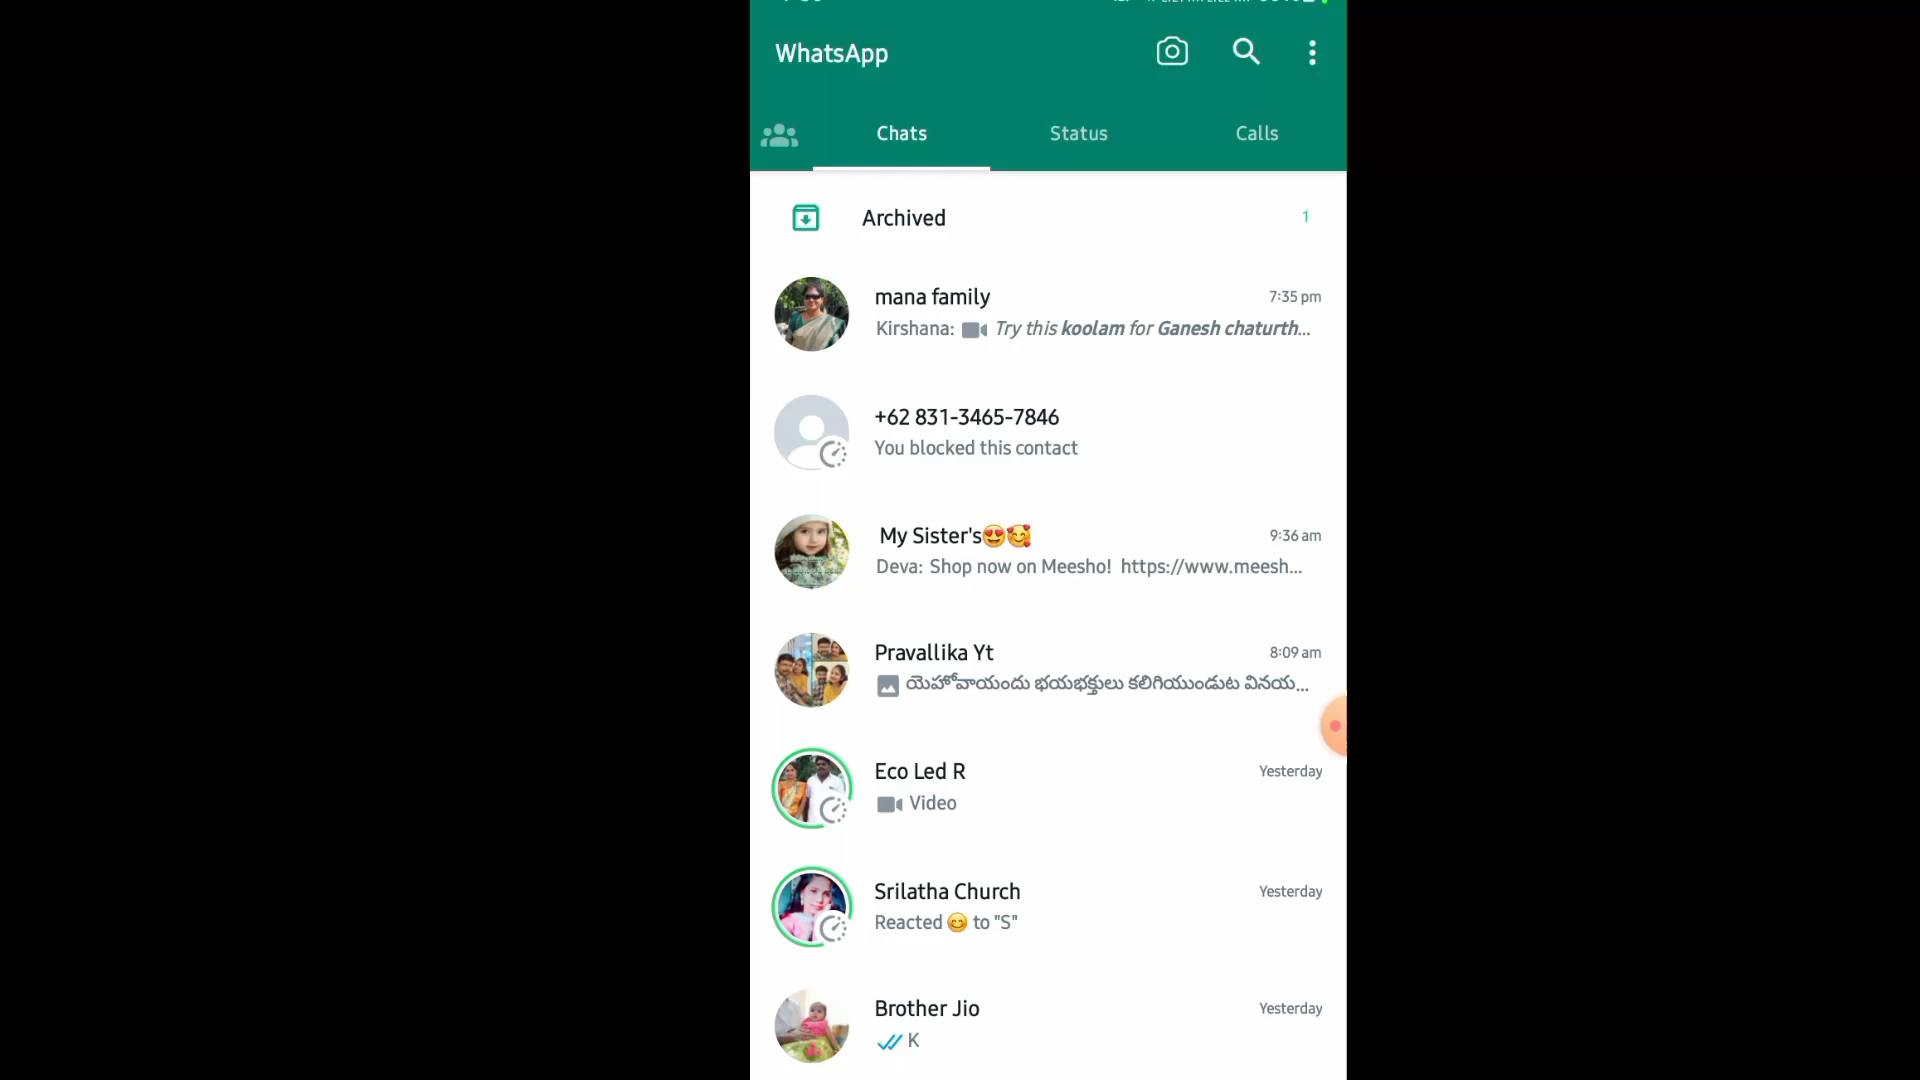 WhatsApp
Chats
Status
Calls
Archived
1
mana family
7:35 pm
Kirshana: Try this koolam for Ganesh chaturth...
+62 831-3465-7846
You blocked this contact
My Sister's😍🥰
9:36 am
Deva: Shop now on Meesho! https://www.meesh...
Pravallika Yt
8:09 am
యెహోవాయందు భయభక్తులు కలిగియుండుట వినయ...
Eco Led R
Yesterday
Video
Srilatha Church
Yesterday
Reacted 😊 to "S"
Brother Jio
Yesterday
K